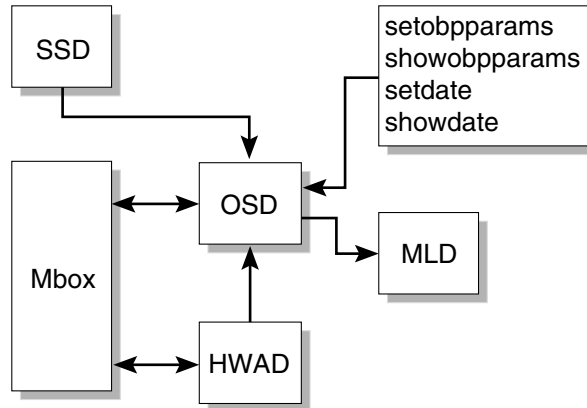 SSD
setobpparams
showobpparams
setdate
showdate
OSD
Mbox
MLD
HWAD